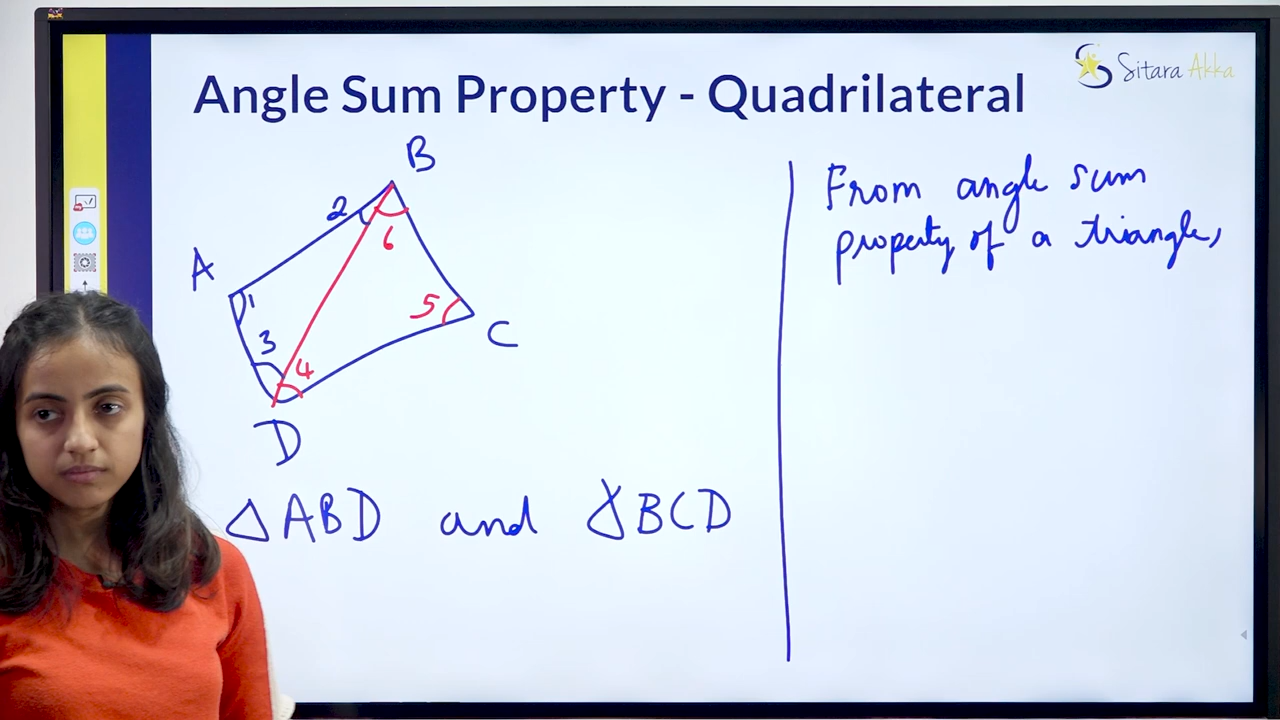 Angle Sum Property - Quadrilateral
Sitara Akka
B
2
6
A
1
5
3
C
4
D
△ABD and △BCD
From angle sum
property of a triangle,